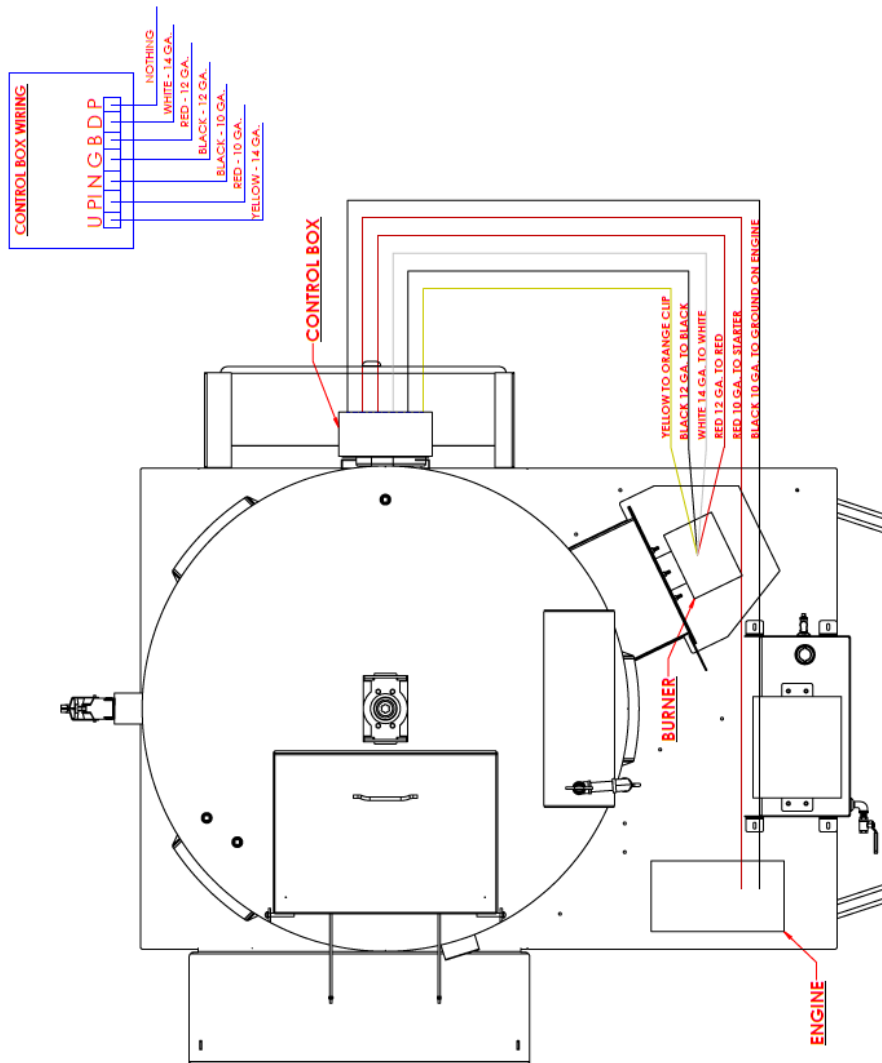 CONTROL BOX WIRING
U PI N G B D P
NOTHING
WHITE - 14 GA.
RED - 12 GA.
BLACK - 12 GA.
BLACK - 10 GA.
RED - 10 GA.
YELLOW - 14 GA.
CONTROL BOX
YELLOW TO ORANGE CLIP
BLACK 12 GA. TO BLACK
WHITE 14 GA. TO WHITE
RED 12 GA. TO RED
RED 10 GA. TO STARTER
BLACK 10 GA. TO GROUND ON ENGINE
BURNER
ENGINE